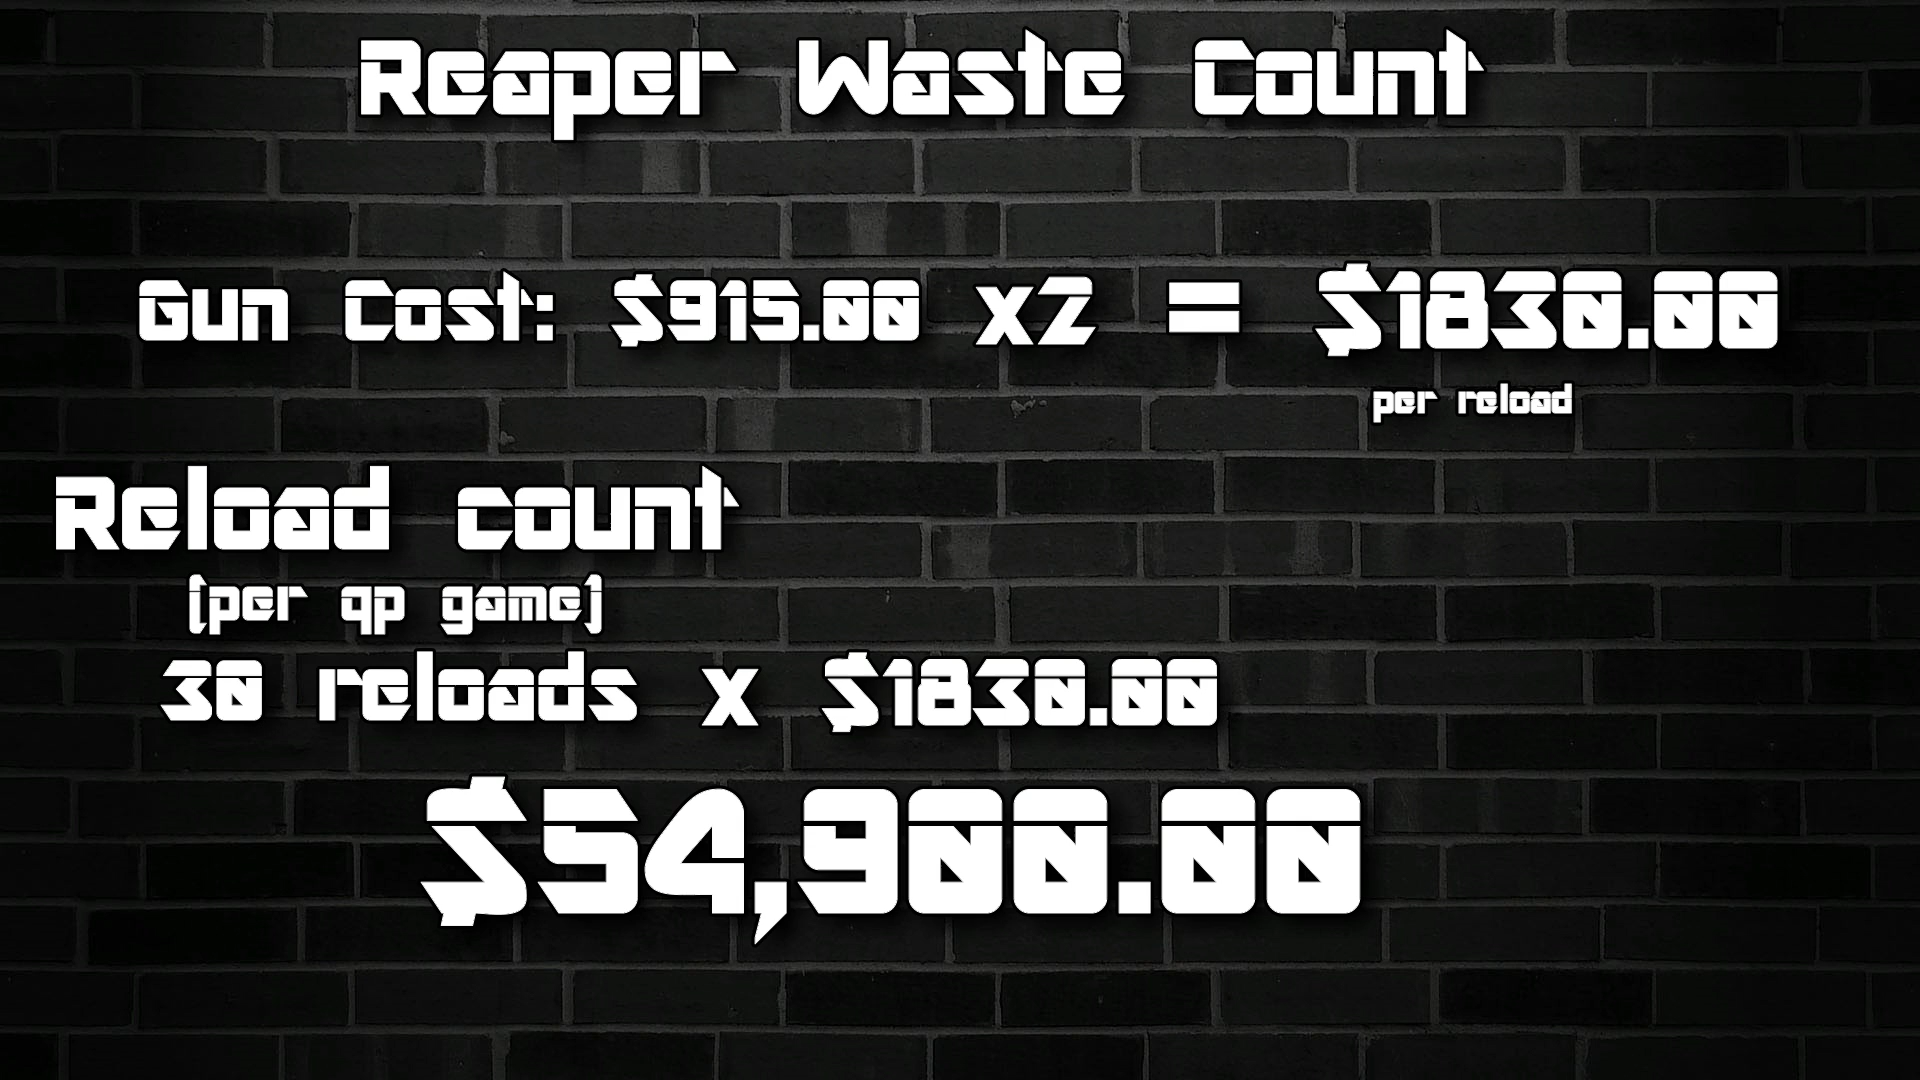 Reaper Waste Count
Gun Cost: $915.00 x2 = $1830.00
per reload
Reload count
(per qp game)
30 reloads x $1830.00
$54,900.00